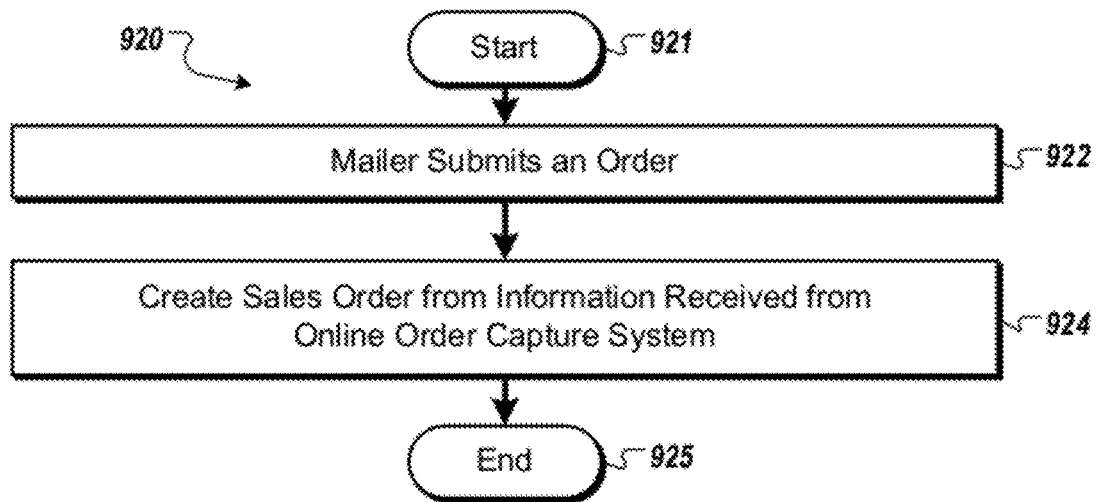 920
Start
921
Mailer Submits an Order
922
Create Sales Order from Information Received from
Online Order Capture System
924
End
925